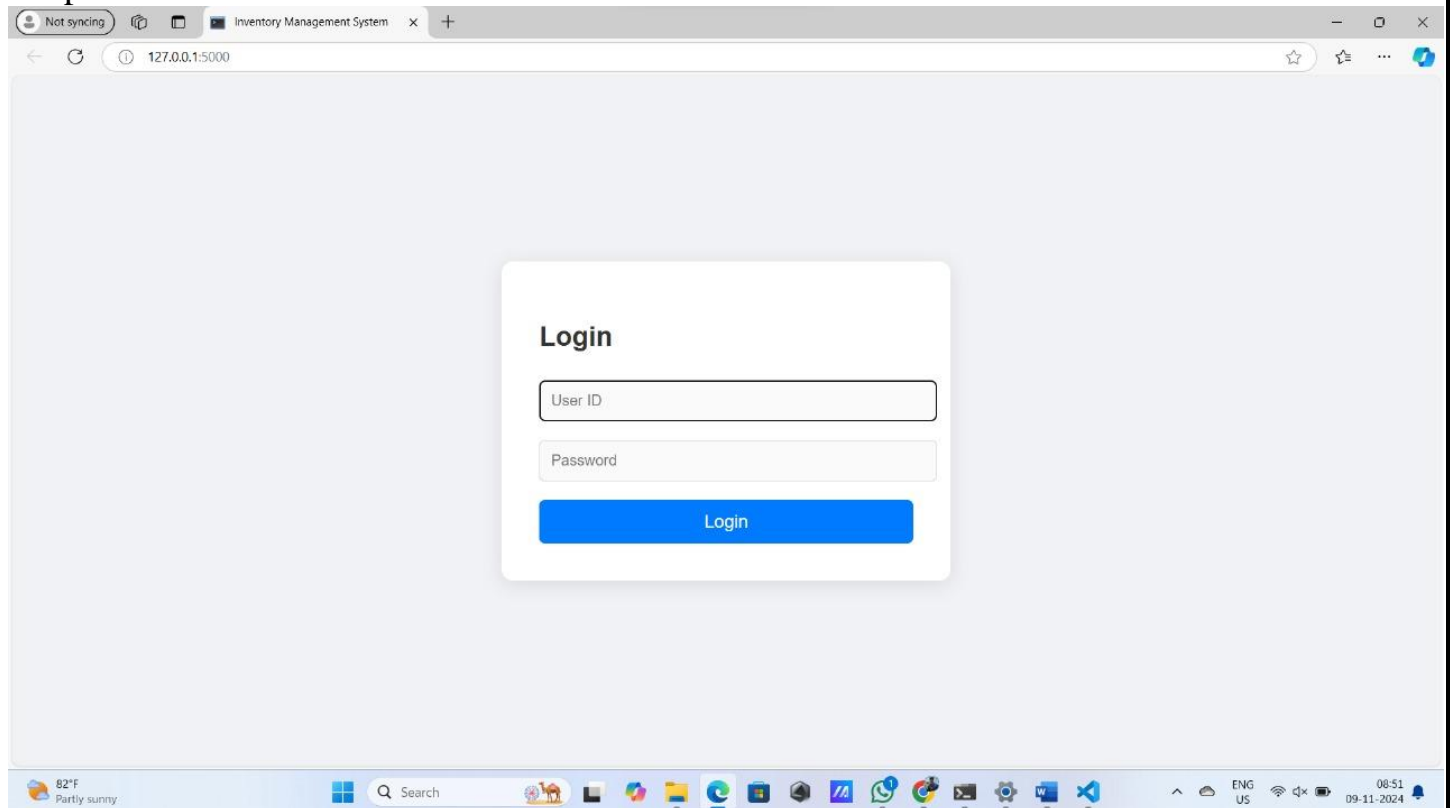 Not syncing
Inventory Management System
127.0.0.1:5000
Login
User ID
Password
Login
82°F
Partly sunny
Search
1
ENG
US
08:51
09-11-2024